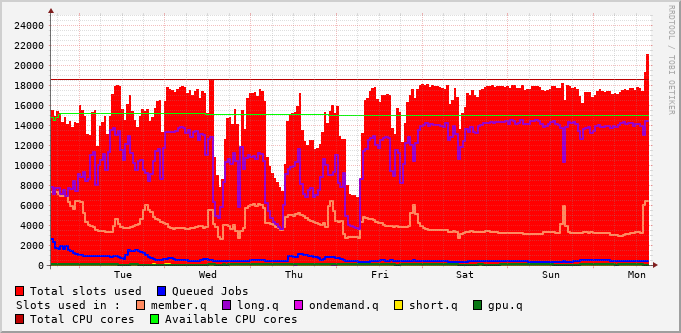 24000
22000
20000
18000
16000
14000
12000
10000
8000
6000
4000
2000
0
Tue Wed Thu Fri Sat Sun Mon
RRDTOOL / TOBI OETIKER
Total slots used Queued Jobs
Slots used in : member.q long.q ondemand.q short.q gpu.q
Total CPU cores Available CPU cores